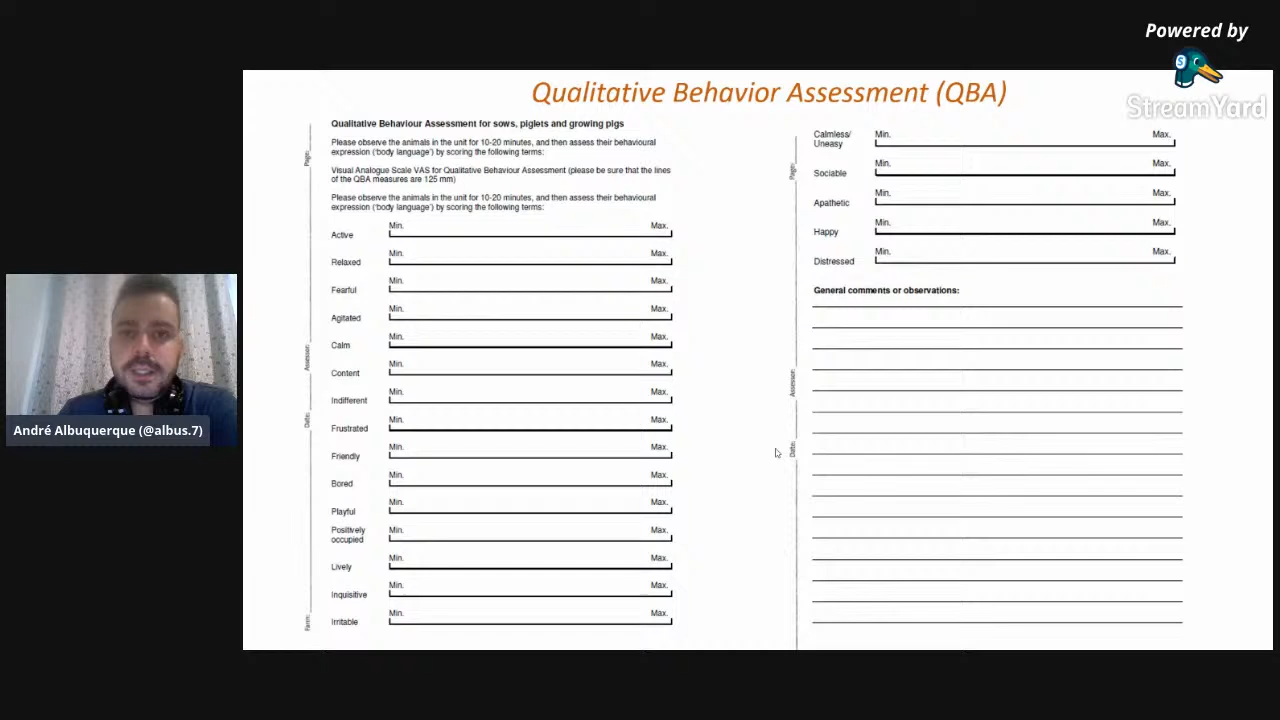 Powered by
StreamYard
Qualitative Behavior Assessment (QBA)
Qualitative Behaviour Assessment for sows, piglets and growing pigs
Please observe the animals in the unit for 10-20 minutes, and then assess their behavioural
expression ('body language') by scoring the following terms:
Visual Analogue Scale VAS for Qualitative Behaviour Assessment (please be sure that the lines
of the QBA measures are 125 mm)
Please observe the animals in the unit for 10-20 minutes, and then assess their behavioural
expression ('body language') by scoring the following terms:
Min. Max.
Active
Min. Max.
Relaxed
Min. Max.
Fearful
Min. Max.
Agitated
Min. Max.
Calm
Min. Max.
Content
Min. Max.
Indifferent
Min. Max.
Frustrated
Min. Max.
Friendly
Min. Max.
Bored
Min. Max.
Playful
Min. Max.
Positively
occupied
Min. Max.
Lively
Min. Max.
Inquisitive
Min. Max.
Irritable
Page:
Assessor:
Date:
Farm:
Calmless/ Min. Max.
Uneasy
Min. Max.
Sociable
Min. Max.
Apathetic
Min. Max.
Happy
Min. Max.
Distressed
General comments or observations:
Page:
Assessor:
Date:
André Albuquerque (@albus.7)